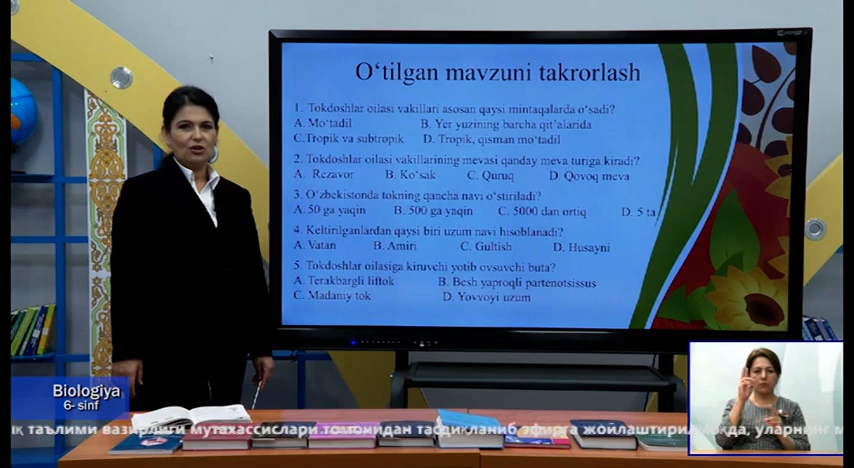 O‘tilgan mavzuni takrorlash
1. Tokdoshlar oilasi vakillari asosan qaysi mintaqalarda o‘sadi?
A. Mo‘tadil B. Yer yuzining barcha qit’alarida
C.Tropik va subtropik D. Tropik, qisman mo‘tadil
2. Tokdoshlar oilasi vakillarining mevasi qanday meva turiga kiradi?
A. Rezavor B. Ko‘sak C. Quruq D. Qovoq meva
3. O‘zbekistonda tokning qancha navi o‘stiriladi?
A. 50 ga yaqin B. 500 ga yaqin C. 5000 dan ortiq D. 5 ta
4. Keltirilganlardan qaysi biri uzum navi hisoblanadi?
A. Vatan B. Amiri C. Gultish D. Husayni
5. Tokdoshlar oilasiga kiruvchi yotib o‘suvchi buta?
A. Terakbargli B. Besh yaproqli partenotsissus
C. Madaniy tok D. Yovvoyi uzum
Biologiya
6- sinf
таълими вазирлиги мутахассислари томонидан тасдиқланиб эфирга уларнинг